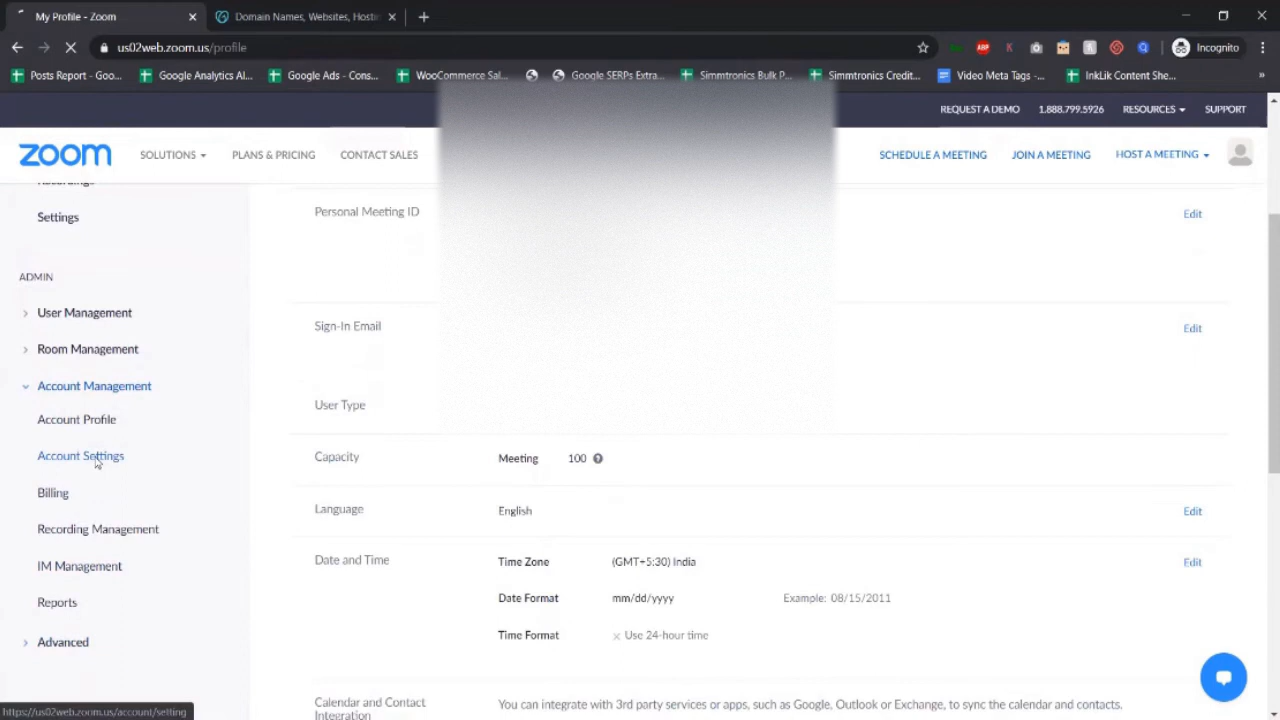 My Profile - Zoom
Domain Names, Websites, Hosti
us02web.zoom.us/profile
ABP
K
Incognito
Posts Report - Goo...
Google Analytics Al...
Google Ads - Cons...
WooCommerce Sal...
Google SERPs Extra...
Simmtronics Bulk P...
Simmtronics Credit...
Video Meta Tags -...
InkLik Content She...
»
REQUEST A DEMO
1.888.799.5926
RESOURCES
SUPPORT
zoom
SOLUTIONS
PLANS & PRICING
CONTACT SALES
SCHEDULE A MEETING
JOIN A MEETING
HOST A MEETING
Recordings
Settings
ADMIN
User Management
Room Management
Account Management
Account Profile
Account Settings
Billing
Recording Management
IM Management
Reports
Advanced
Personal Meeting ID
Edit
Sign-In Email
Edit
User Type
Capacity
Meeting 100 ?
Language
English
Edit
Date and Time
Time Zone (GMT+5:30) India
Edit
Date Format mm/dd/yyyy Example: 08/15/2011
Time Format × Use 24-hour time
Calendar and Contact
Integration
You can integrate with 3rd party services or apps, such as Google, Outlook or Exchange, to sync the calendar and contacts.
https://us02web.zoom.us/account/setting